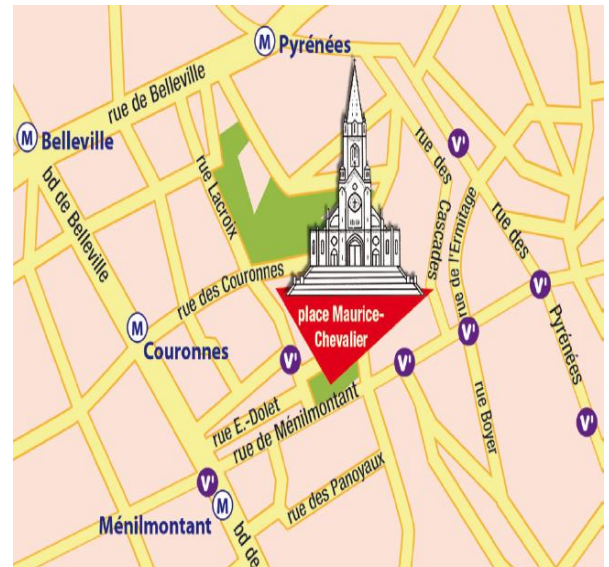 M Pyrénées
rue de Belleville
M Belleville
bd de Belleville
rue Lacroix
rue des Cascades
V'
rue de l'Ermitage
rue des Pyrénées
rue des Couronnes
V'
place Maurice-
Chevalier
M
Couronnes
V'
V'
V'
rue E.-Dolet
rue de Ménilmontant
rue Boyer
V'
rue des Panoyaux
V'
M
Ménilmontant
bd de